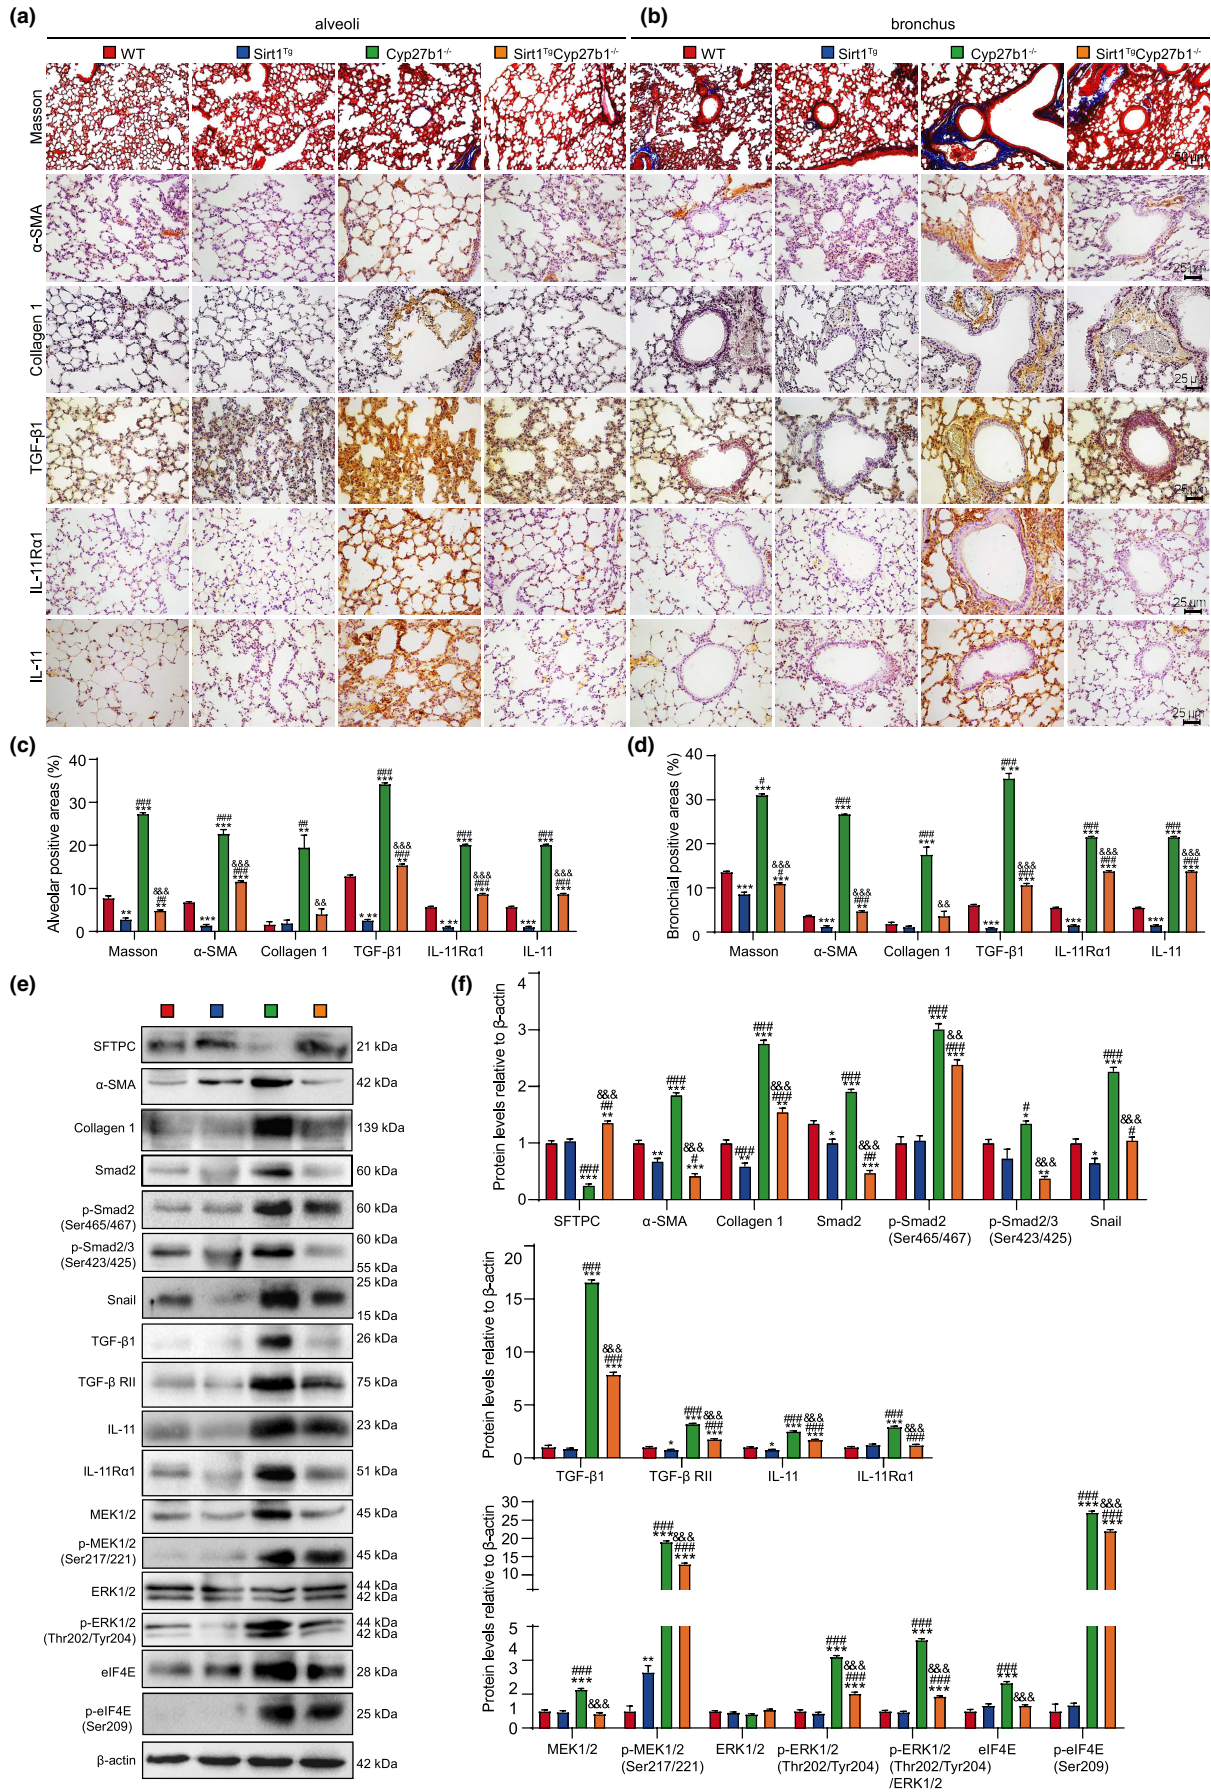 (a)
alveoli
WT Sirt1Tg Cyp27b1-/- Sirt1TgCyp27b1-/-
(b)
bronchus
WT Sirt1Tg Cyp27b1-/- Sirt1TgCyp27b1-/-
Masson
50 μm
α-SMA
25 μm
Collagen 1
25 μm
TGF-β1
25 μm
IL-11Rα1
25 μm
IL-11
25 μm
(c)
Alveolar positive areas (%)
40
30
20
10
0
Masson α-SMA Collagen 1 TGF-β1 IL-11Rα1 IL-11
(d)
Bronchial positive areas (%)
40
30
20
10
0
Masson α-SMA Collagen 1 TGF-β1 IL-11Rα1 IL-11
(e)
SFTPC 21 kDa
α-SMA 42 kDa
Collagen 1 139 kDa
Smad2 60 kDa
p-Smad2
(Ser465/467) 60 kDa
p-Smad2/3
(Ser423/425) 60 kDa
55 kDa
Snail 25 kDa
15 kDa
TGF-β1 26 kDa
TGF-β RII 75 kDa
IL-11 23 kDa
IL-11Rα1 51 kDa
MEK1/2 45 kDa
p-MEK1/2
(Ser217/221) 45 kDa
ERK1/2 44 kDa
42 kDa
p-ERK1/2
(Thr202/Tyr204) 44 kDa
42 kDa
eIF4E 28 kDa
p-eIF4E
(Ser209) 25 kDa
β-actin 42 kDa
(f)
Protein levels relative to β-actin
4
3
2
1
0
SFTPC α-SMA Collagen 1 Smad2 p-Smad2 p-Smad2/3 Snail
(Ser465/467) (Ser423/425)
Protein levels relative to β-actin
20
15
10
5
0
TGF-β1 TGF-β RII IL-11 IL-11Rα1
Protein levels relative to β-actin
30
25
20
15
10
5
4
3
2
1
0
MEK1/2 p-MEK1/2 ERK1/2 p-ERK1/2 p-ERK1/2 eIF4E p-eIF4E
(Ser217/221) (Thr202/Tyr204) (Thr202/Tyr204) (Ser209)
/ERK1/2